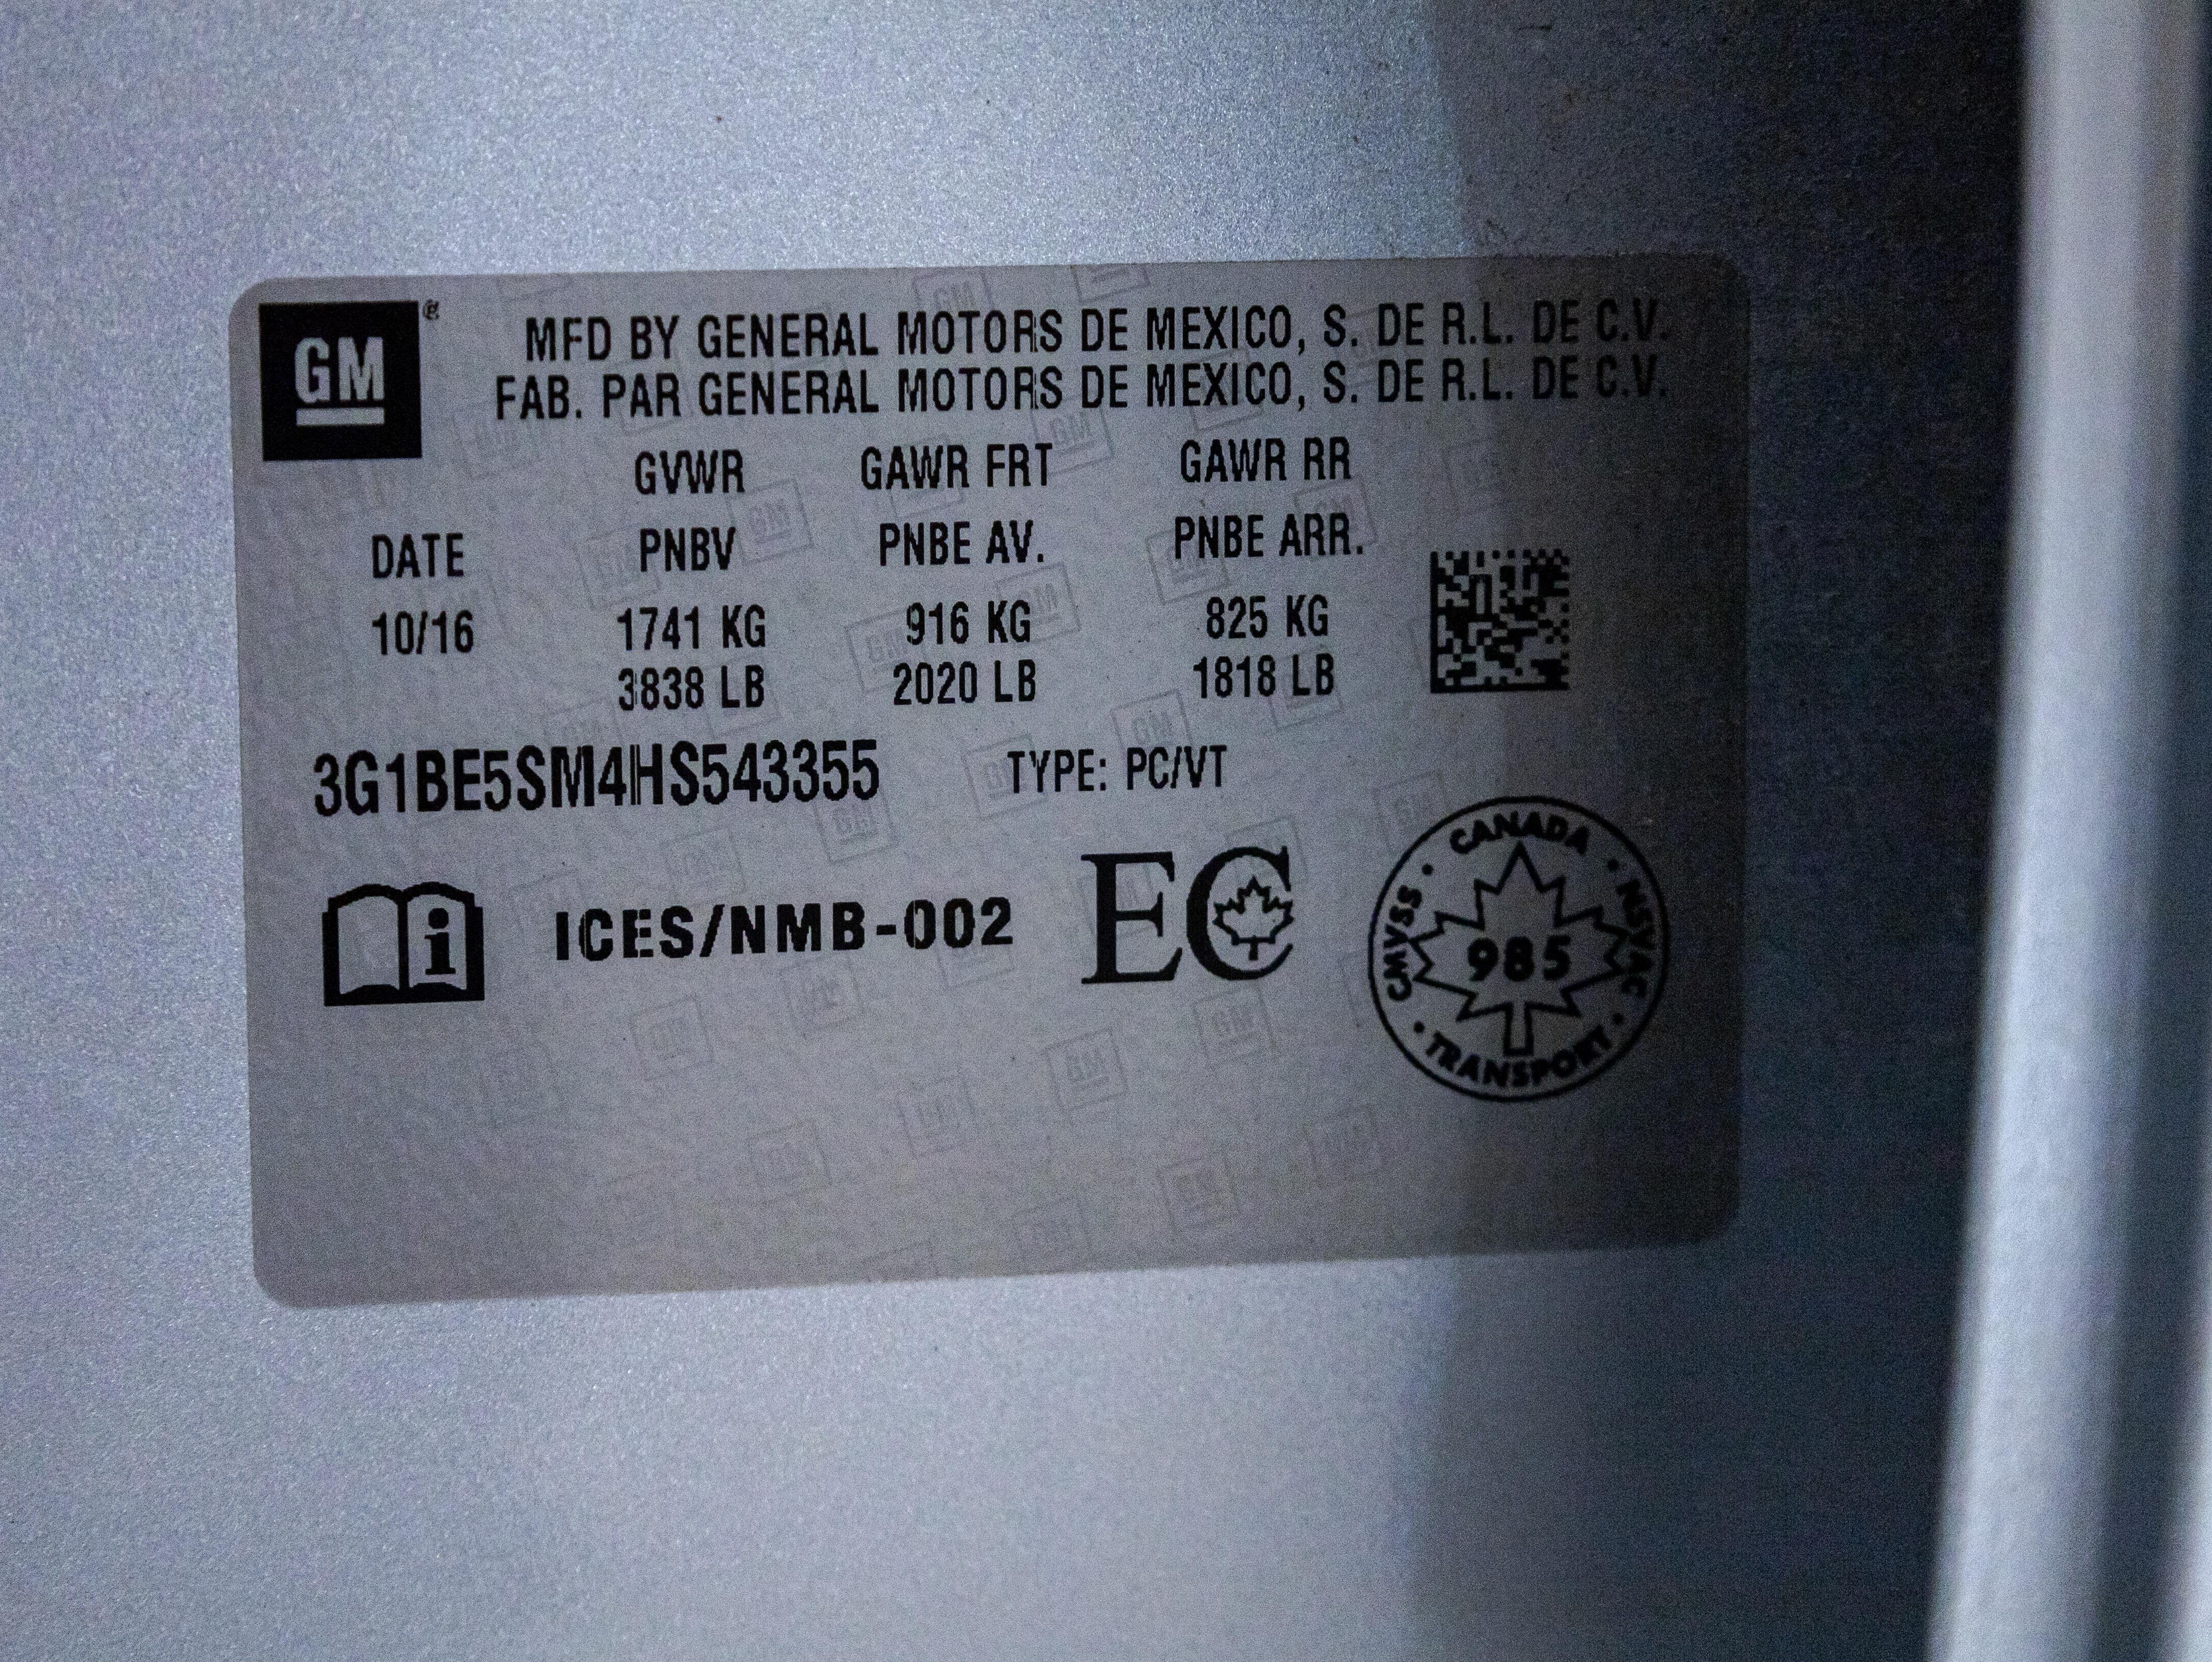 GM
MFD BY GENERAL MOTORS DE MEXICO, S. DE R.L. DE C.V.
FAB. PAR GENERAL MOTORS DE MEXICO, S. DE R.L. DE C.V.
GVWR GAWR FRT GAWR RR
DATE PNBV PNBE AV. PNBE ARR.
10/16 1741 KG 916 KG 825 KG
3838 LB 2020 LB 1818 LB
3G1BE5SM4HS543355 TYPE: PC/VT
i ICES/NMB-002 EC
CANADA · NSVAC · TRANSPORT · CMVSS ·
985